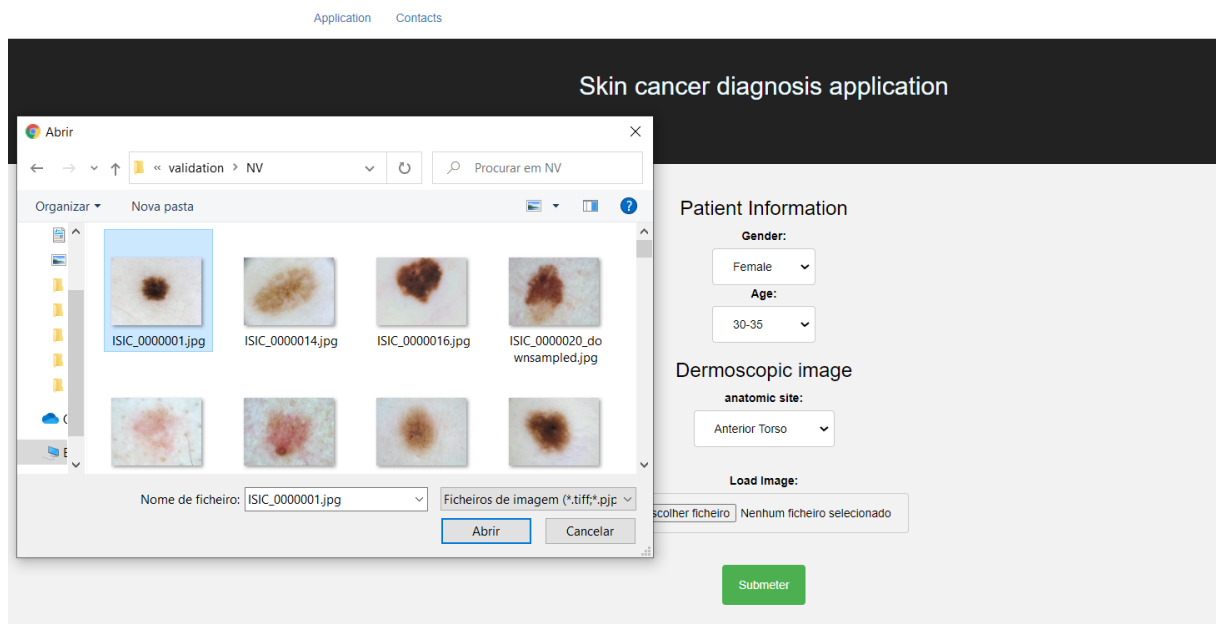 Application Contacts
Skin cancer diagnosis application
Abrir
« validation > NV
Procurar em NV
Organizar
Nova pasta
ISIC_0000001.jpg
ISIC_0000014.jpg
ISIC_0000016.jpg
ISIC_0000020_do
wnsampled.jpg
Nome de ficheiro: ISIC_0000001.jpg
Ficheiros de imagem (*.tiff;*.pjp
Abrir
Cancelar
Patient Information
Gender:
Female
Age:
30-35
Dermoscopic image
anatomic site:
Anterior Torso
Load Image:
scolher ficheiro Nenhum ficheiro selecionado
Submeter